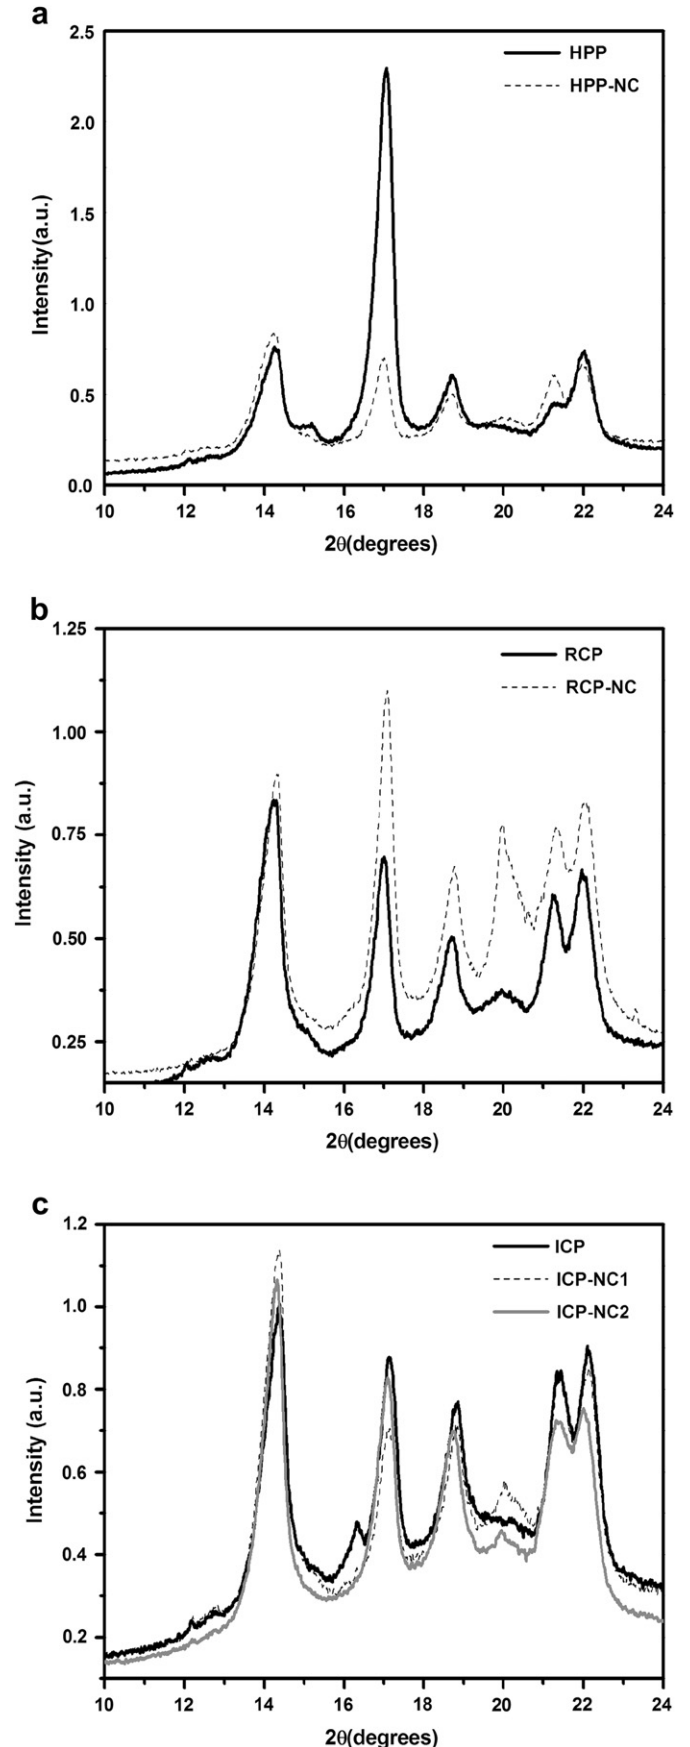 a
2.5
HPP
HPP-NC
2.0
1.5
1.0
0.5
0.0
Intensity(a.u.)
10 12 14 16 18 20 22 24
2θ(degrees)
b
1.25
RCP
RCP-NC
1.00
0.75
0.50
0.25
Intensity (a.u.)
10 12 14 16 18 20 22 24
2θ(degrees)
c
1.2
ICP
ICP-NC1
ICP-NC2
1.0
0.8
0.6
0.4
0.2
Intensity (a.u.)
10 12 14 16 18 20 22 24
2θ(degrees)